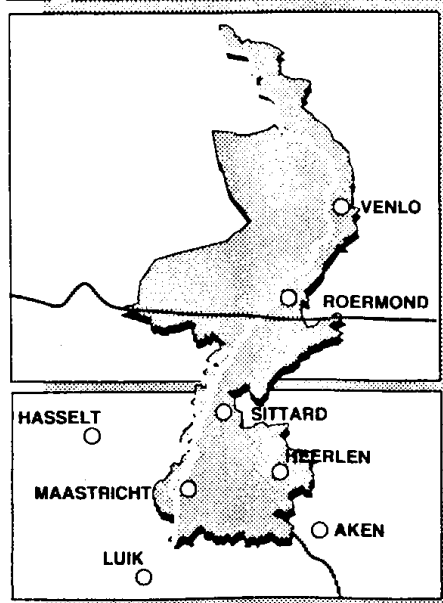 VENLO
ROERMOND
HASSELT
SITTARD
HEERLEN
MAASTRICHT
AKEN
LUIK